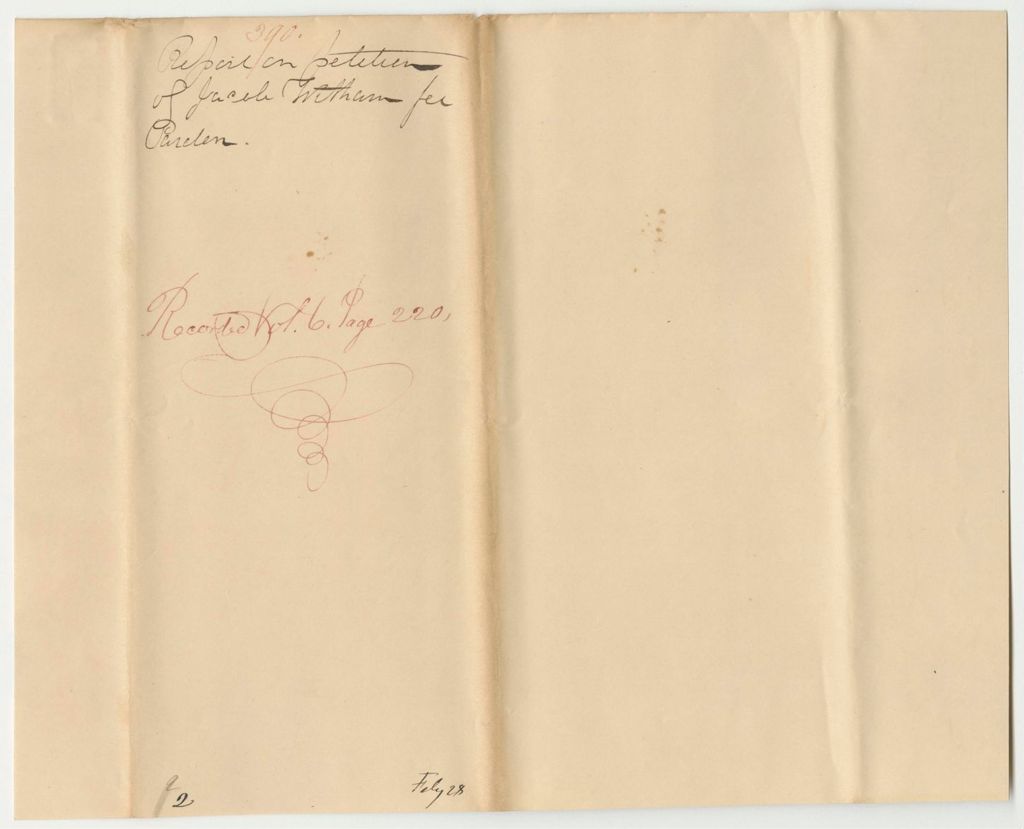 390.
Report on petition
of Jacob Witham for
Pardon.
Recorded Vol. 6. Page 220,
2
Feby 28